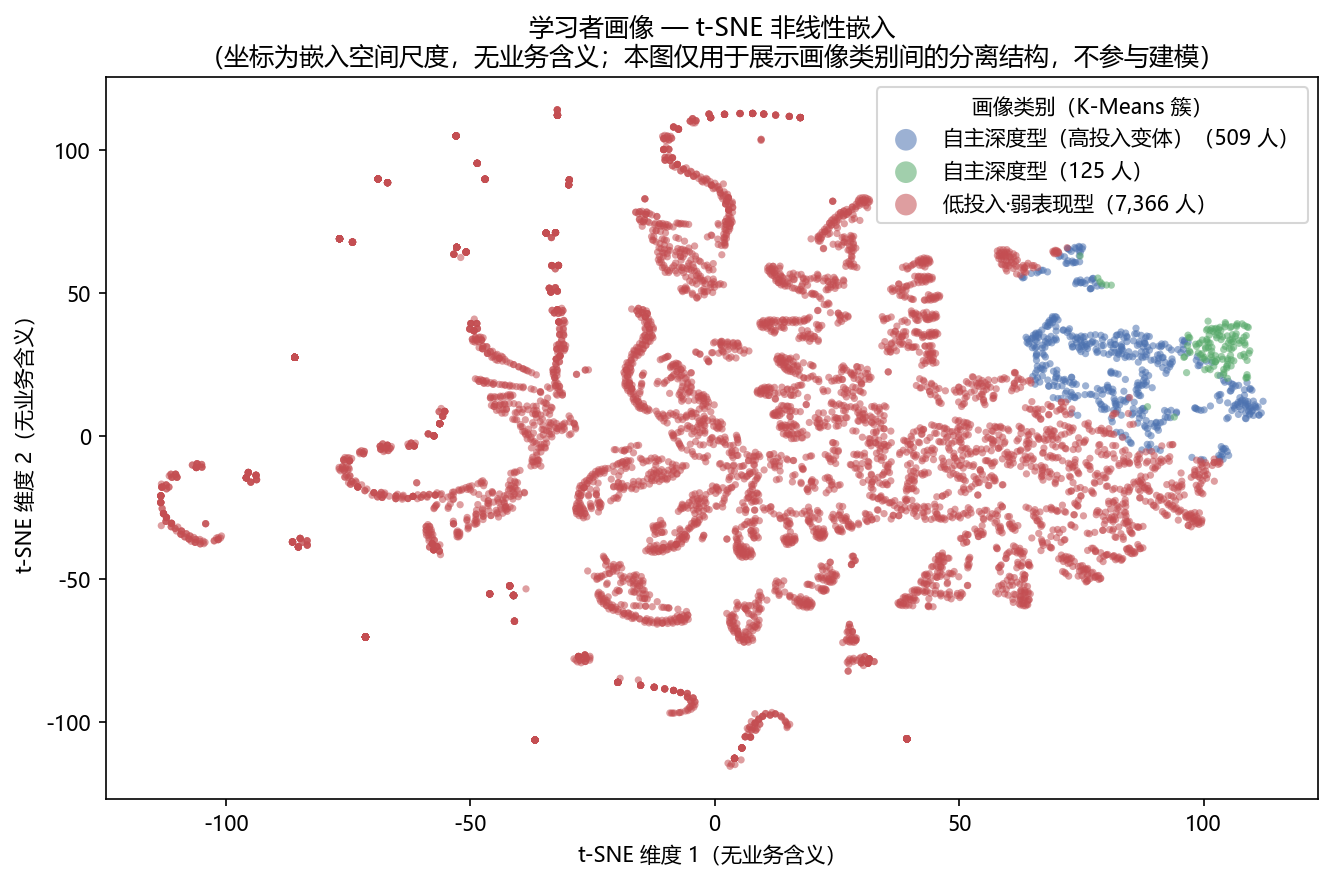 学习者画像 — t-SNE 非线性嵌入
（坐标为嵌入空间尺度，无业务含义；本图仅用于展示画像类别间的分离结构，不参与建模）
画像类别（K-Means 簇）
自主深度型（高投入变体）（509 人）
自主深度型（125 人）
低投入·弱表现型（7,366 人）
100
50
0
-50
-100
t-SNE 维度 2（无业务含义）
-100
-50
0
50
100
t-SNE 维度 1（无业务含义）